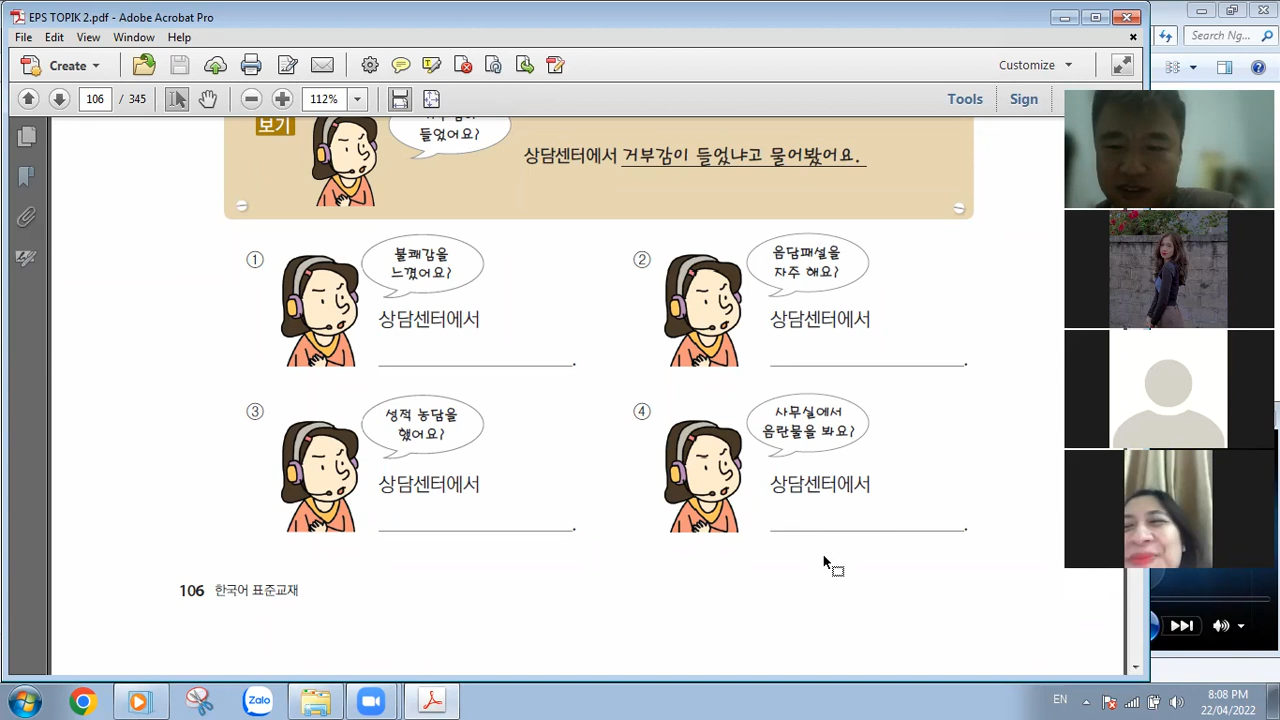 EPS TOPIK 2.pdf - Adobe Acrobat Pro
File Edit View Window Help
Create
Customize
106 / 345
112%
Tools Sign
Search Ng...
보기
들었어요?
상담센터에서 거부감이 들었냐고 물어봤어요.
①
불쾌감을
느꼈어요?
상담센터에서
.
②
음담패설을
자주 해요?
상담센터에서
.
③
성적 농담을
했어요?
상담센터에서
.
④
사무실에서
음란물을 봐요?
상담센터에서
.
106 한국어 표준교재
Zalo
EN
8:08 PM
22/04/2022